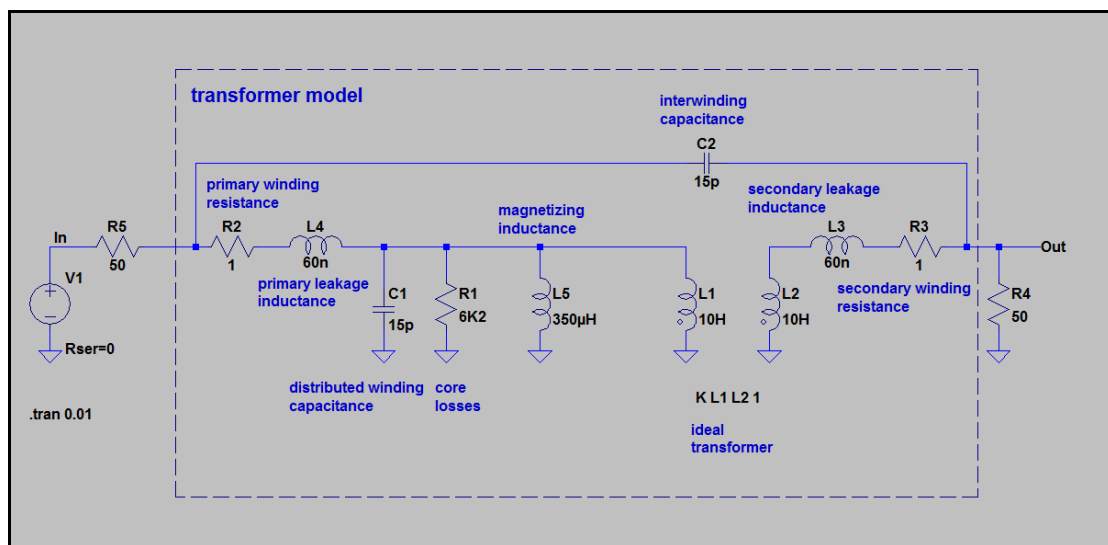 transformer model
interwinding
capacitance
C2
15p
primary winding
resistance
secondary leakage
inductance
magnetizing
inductance
In
R5
50
R2
1
L4
60n
L3
60n
R3
1
Out
V1
Rser=0
primary leakage
inductance
C1
15p
R1
6K2
L5
350µH
L1
10H
L2
10H
secondary winding
resistance
R4
50
distributed winding
capacitance
core
losses
K L1 L2 1
ideal
transformer
.tran 0.01